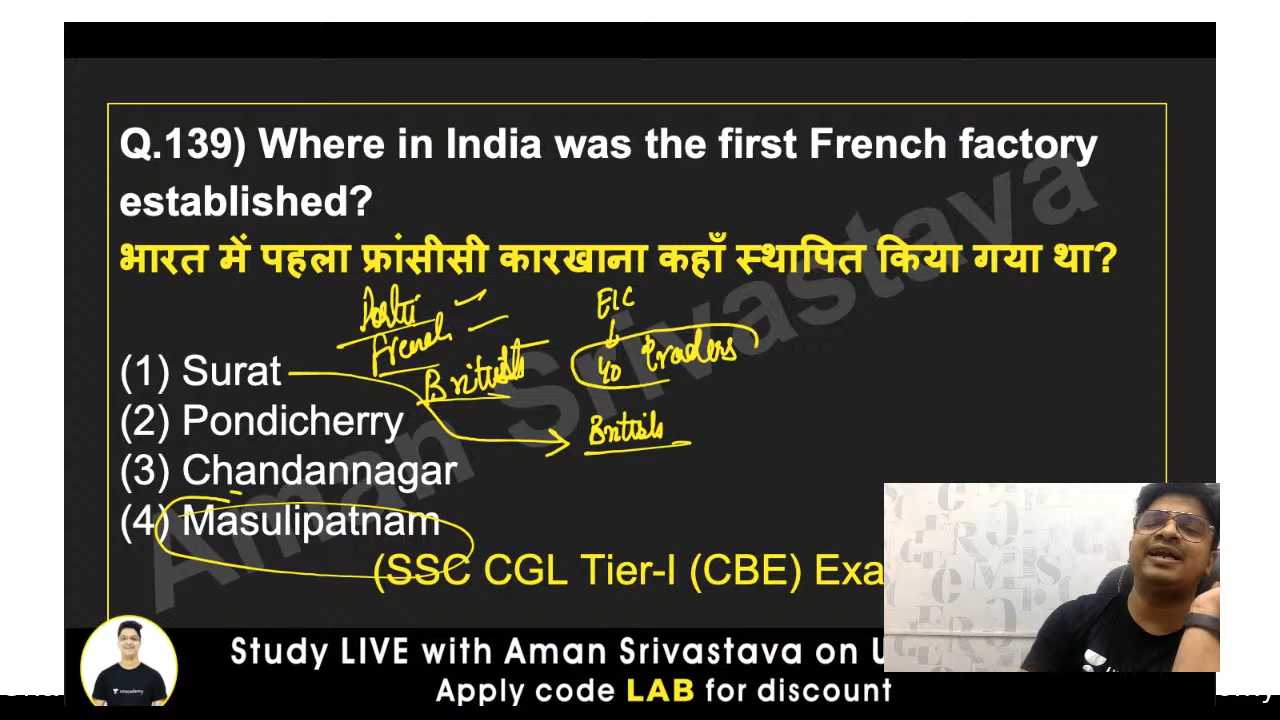 Q.139) Where in India was the first French factory
established?
भारत में पहला फ्रांसीसी कारखाना कहाँ स्थापित किया गया था?
French
British
EIC
40 traders
(1) Surat
(2) Pondicherry
British
(3) Chandannagar
(4) Masulipatnam
(SSC CGL Tier-I (CBE) Exa
Aman Srivastava
Study LIVE with Aman Srivastava on U
Apply code LAB for discount